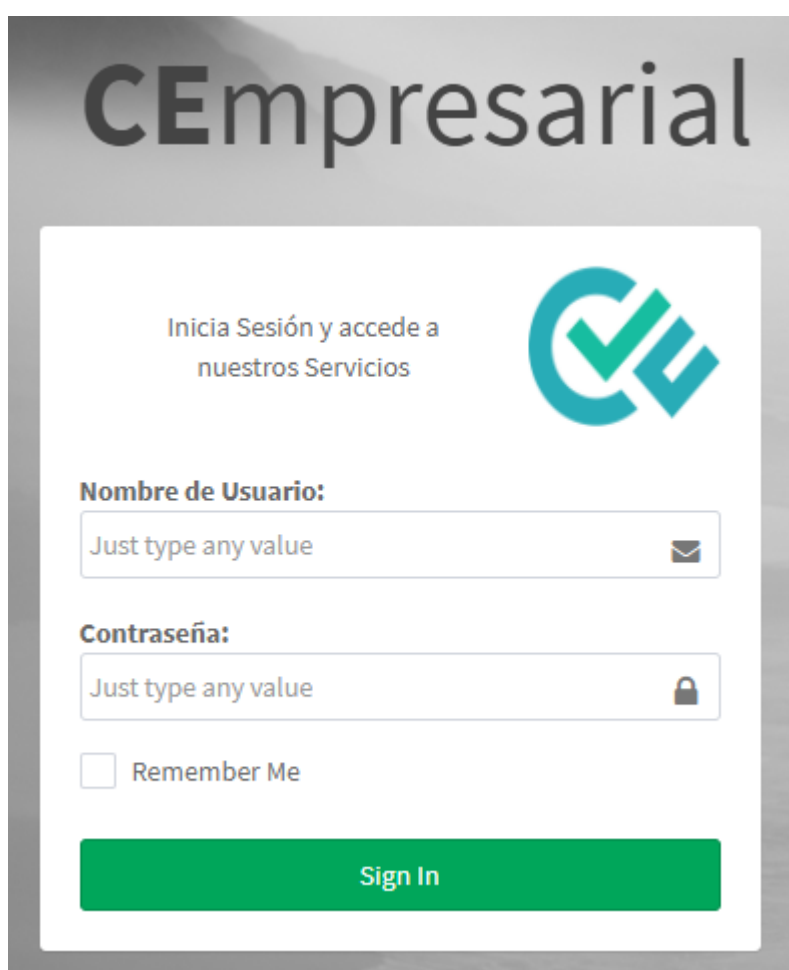 CEmpresarial
Inicia Sesión y accede a
nuestros Servicios
Nombre de Usuario:
Just type any value
Contraseña:
Just type any value
Remember Me
Sign In